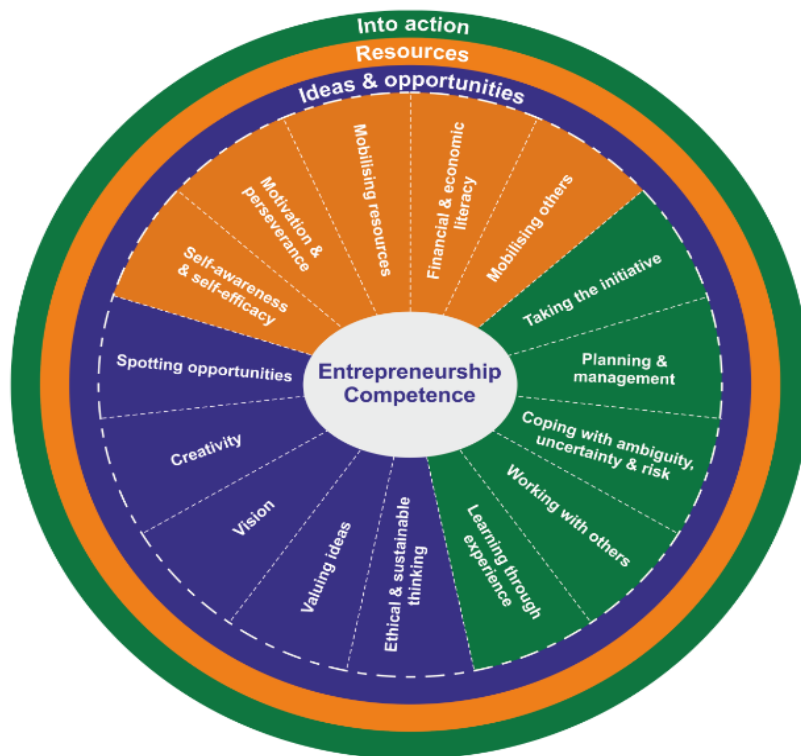 Into action
Resources
Ideas & opportunities
Self-awareness
& self-efficacy
Motivation &
perseverance
Mobilising resources
Financial & economic
literacy
Mobilising others
Taking the initiative
Planning &
management
Coping with ambiguity,
uncertainty & risk
Working with others
Learning through
experience
Ethical & sustainable
thinking
Valuing ideas
Vision
Creativity
Spotting opportunities
Entrepreneurship
Competence